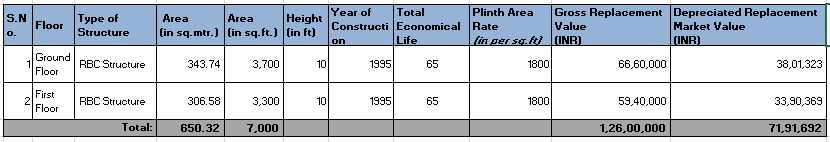 S.No. Floor Type of Structure Area (in sq.mtr.) Area (in sq.ft.) Height (in ft) Year of Construction Total Economical Life Plinth Area Rate (in per sq.ft) Gross Replacement Value (INR) Depreciated Replacement Market Value (INR)
1 Ground Floor RBC Structure 343.74 3,700 10 1995 65 1800 66,60,000 38,01,323
2 First Floor RBC Structure 306.58 3,300 10 1995 65 1800 59,40,000 33,90,369
Total: 650.32 7,000 1,26,00,000 71,91,692